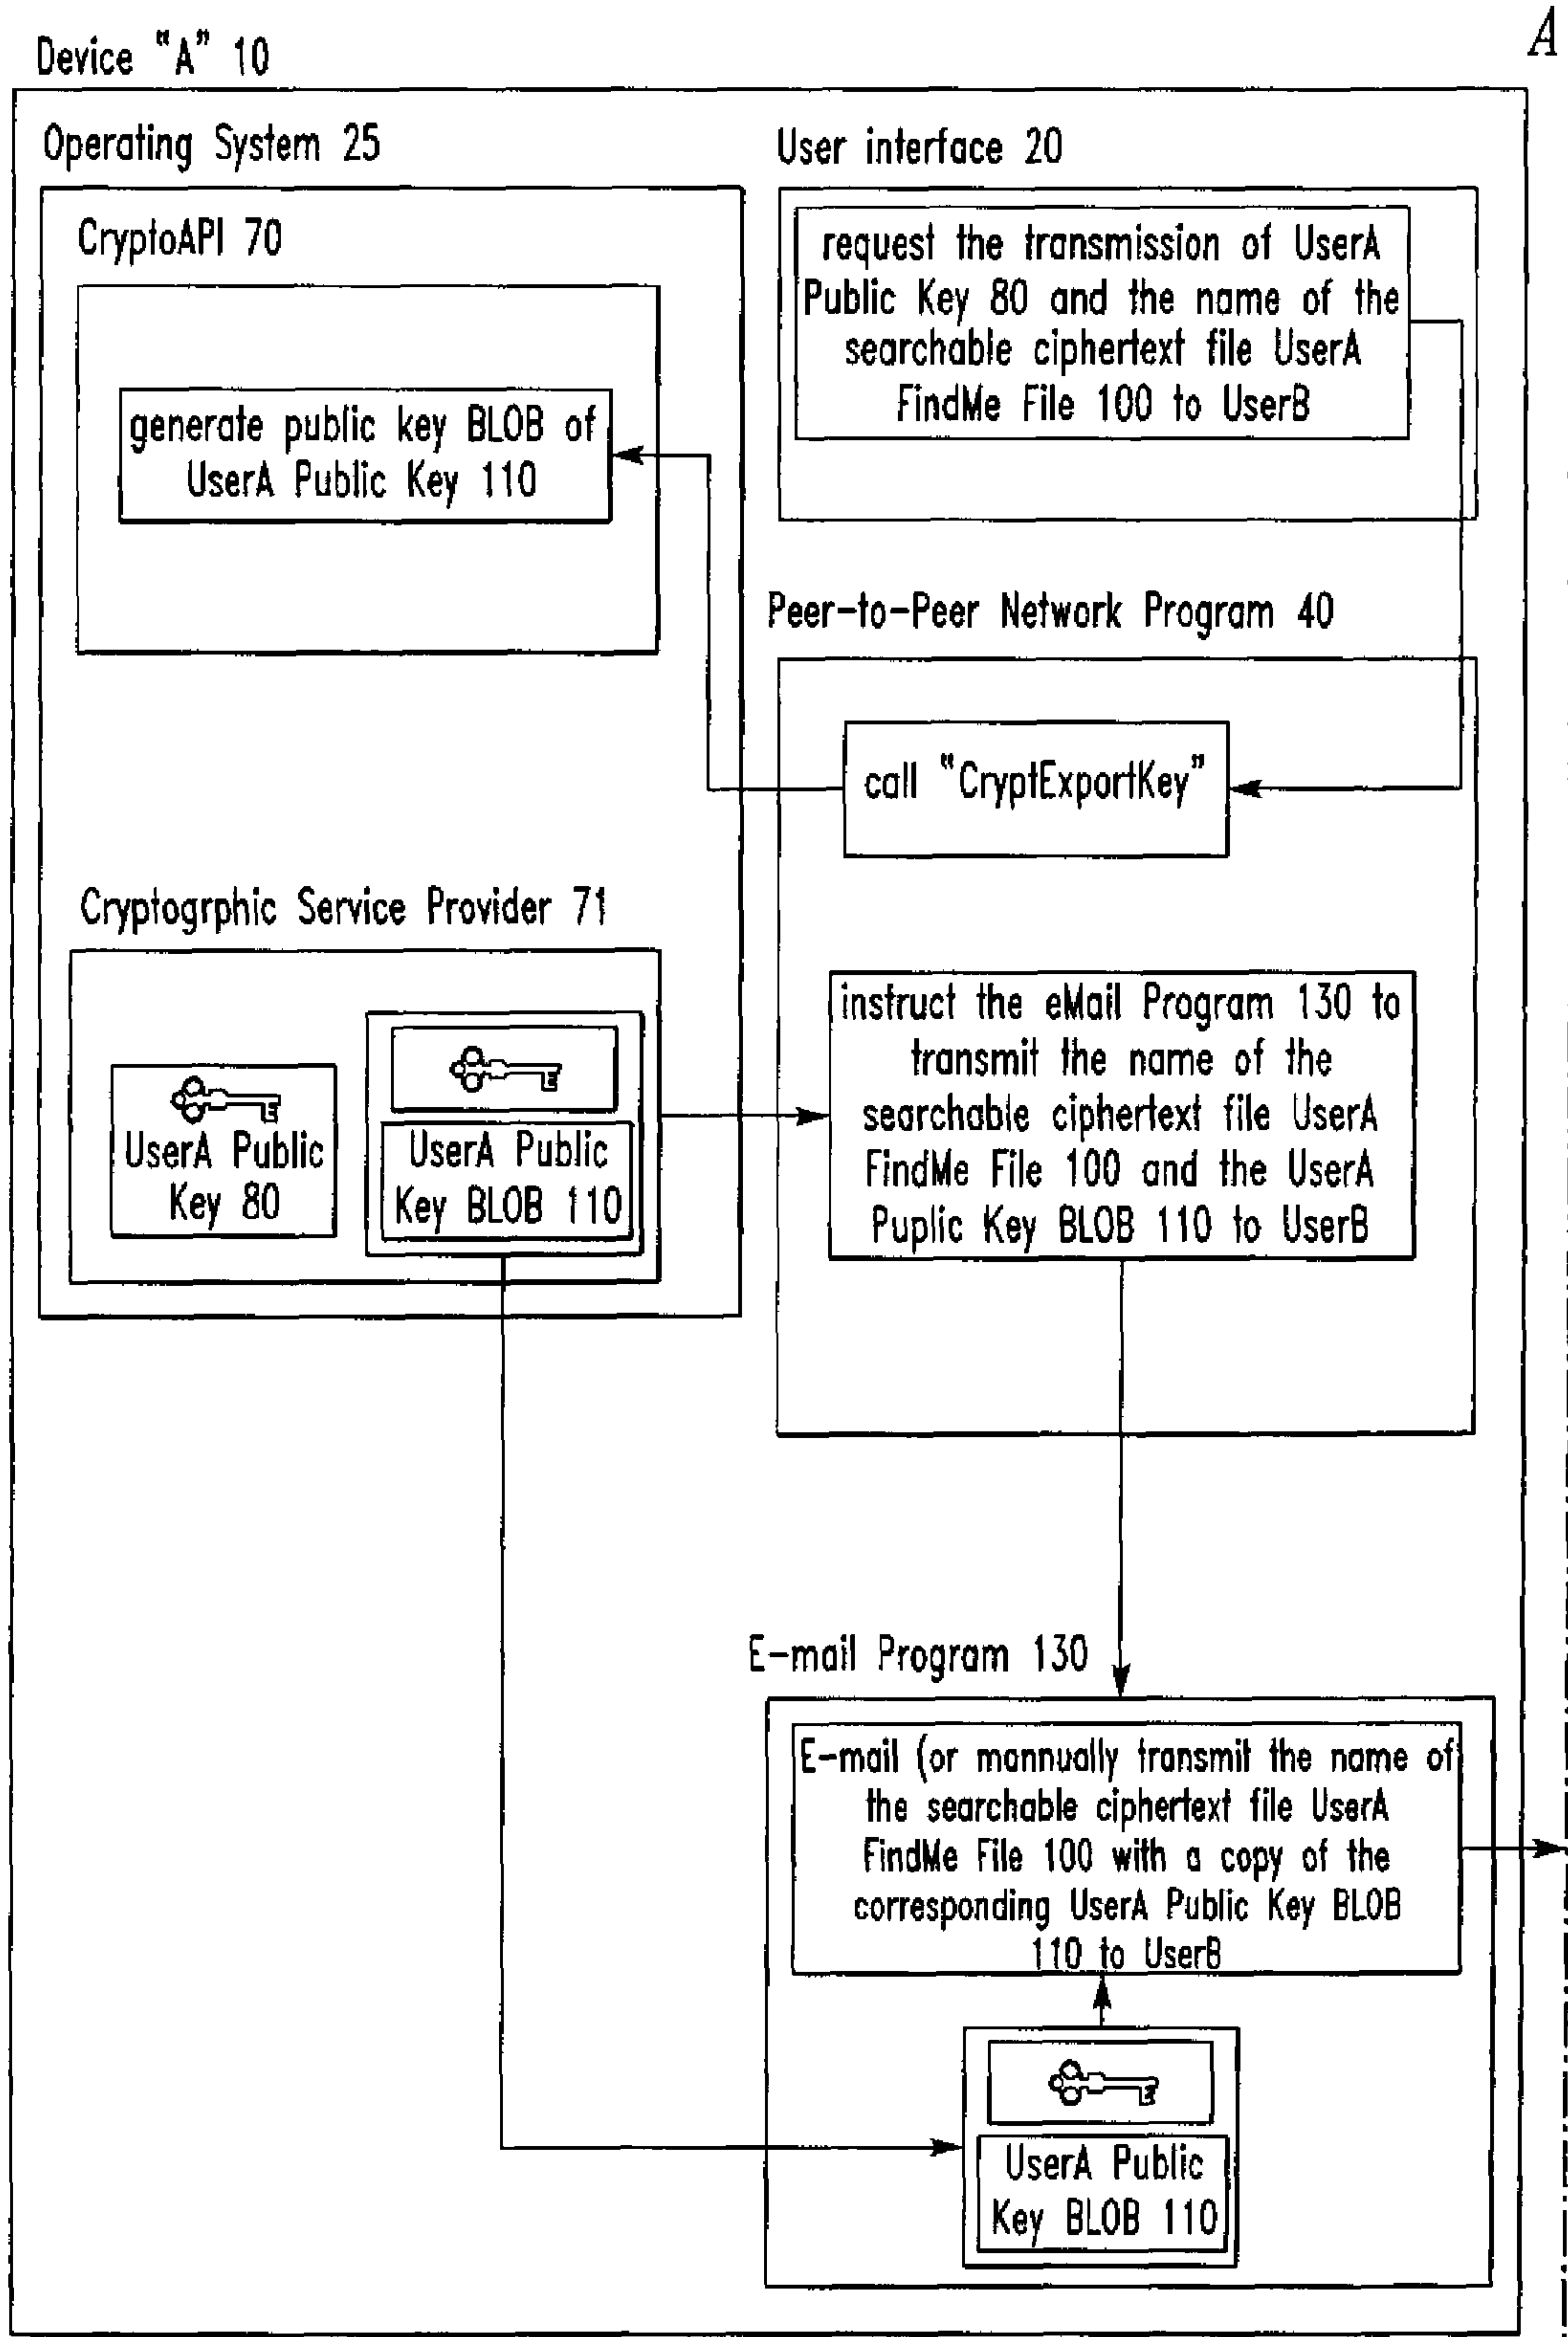 A
Device "A" 10
Operating System 25
CryptoAPI 70
generate public key BLOB of
UserA Public Key 110
Cryptogrphic Service Provider 71
UserA Public
Key 80
UserA Public
Key BLOB 110
User interface 20
request the transmission of UserA
Public Key 80 and the name of the
searchable ciphertext file UserA
FindMe File 100 to UserB
Peer-to-Peer Network Program 40
call "CryptExportKey"
instruct the eMail Program 130 to
transmit the name of the
searchable ciphertext file UserA
FindMe File 100 and the UserA
Puplic Key BLOB 110 to UserB
E-mail Program 130
E-mail (or mannually transmit the name of
the searchable ciphertext file UserA
FindMe File 100 with a copy of the
corresponding UserA Public Key BLOB
110 to UserB
UserA Public
Key BLOB 110